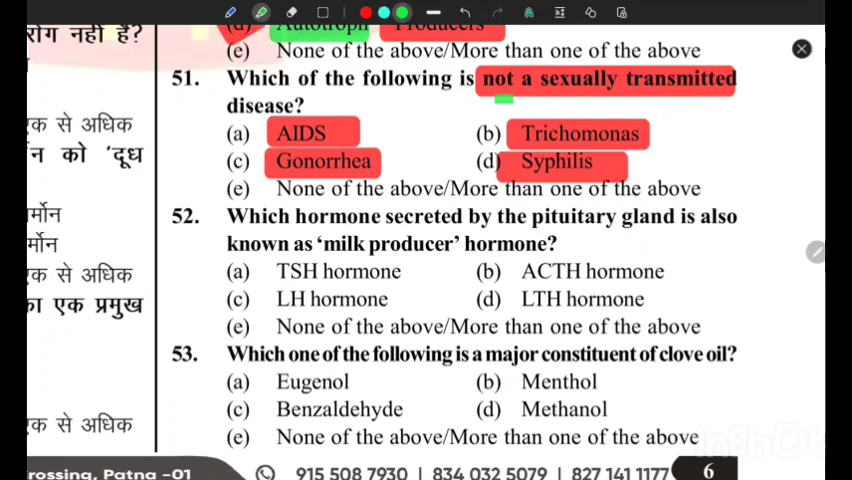 रोग नहीं हैं?
एक से अधिक
न को 'दूध
र्मोन
र्मोन
एक से अधिक
का एक प्रमुख
एक से अधिक
(d) Autotroph Producers
(e) None of the above/More than one of the above
51. Which of the following is not a sexually transmitted
disease?
(a) AIDS (b) Trichomonas
(c) Gonorrhea (d) Syphilis
(e) None of the above/More than one of the above
52. Which hormone secreted by the pituitary gland is also
known as ‘milk producer’ hormone?
(a) TSH hormone (b) ACTH hormone
(c) LH hormone (d) LTH hormone
(e) None of the above/More than one of the above
53. Which one of the following is a major constituent of clove oil?
(a) Eugenol (b) Menthol
(c) Benzaldehyde (d) Methanol
(e) None of the above/More than one of the above
rossing, Patna –01 915 508 7930 | 834 032 5079 | 827 141 1177 6